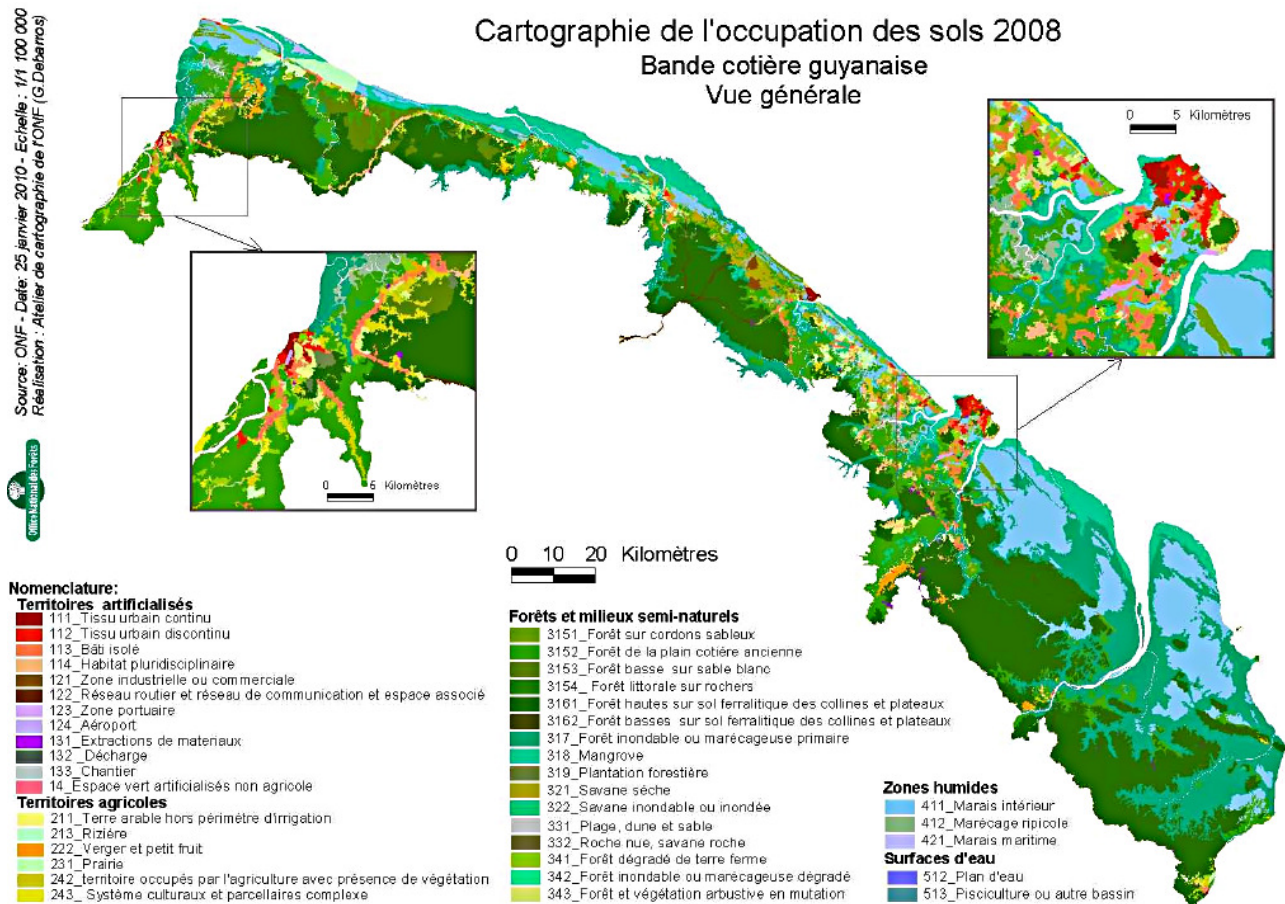 Cartographie de l'occupation des sols 2008
Bande cotière guyanaise
Vue générale
Source: ONF - Date: 25 janvier 2010 - Echelle : 1/1 100 000
Réalisation : Atelier de cartographie de l'ONF (G.Debarros)
Office National des Forêts
0 5 Kilomètres
0 5 Kilomètres
0 10 20 Kilomètres
Nomenclature:
Territoires artificialisés
111_Tissu urbain continu
112_Tissu urbain discontinu
113_Bâti isolé
114_Habitat pluridisciplinaire
121_Zone industrielle ou commerciale
122_Réseau routier et réseau de communication et espace associé
123_Zone portuaire
124_Aéroport
131_Extractions de materiaux
132_Décharge
133_Chantier
14_Espace vert artificialisés non agricole
Territoires agricoles
211_Terre arable hors périmétre d'irrigation
213_Riziére
222_Verger et petit fruit
231_Prairie
242_territoire occupés par l'agriculture avec présence de végétation
243_ Système culturaux et parcellaires complexe
Forêts et milieux semi-naturels
3151_Forêt sur cordons sableux
3152_Forêt de la plain cotière ancienne
3153_Forêt basse sur sable blanc
3154_ Forêt littorale sur rochers
3161_Forêt hautes sur sol ferralitique des collines et plateaux
3162_Forêt basses sur sol ferralitique des collines et plateaux
317_Forêt inondable ou marécageuse primaire
318_Mangrove
319_Plantation forestière
321_Savane séche
322_Savane inondable ou inondée
331_Plage, dune et sable
332_Roche nue, savane roche
341_Forêt dégradé de terre ferme
342_Forêt inondable ou marécageuse dégradé
343_Forêt et végétation arbustive en mutation
Zones humides
411_Marais intérieur
412_Marécage ripicole
421_Marais maritime
Surfaces d'eau
512_Plan d'eau
513_Pisciculture ou autre bassin